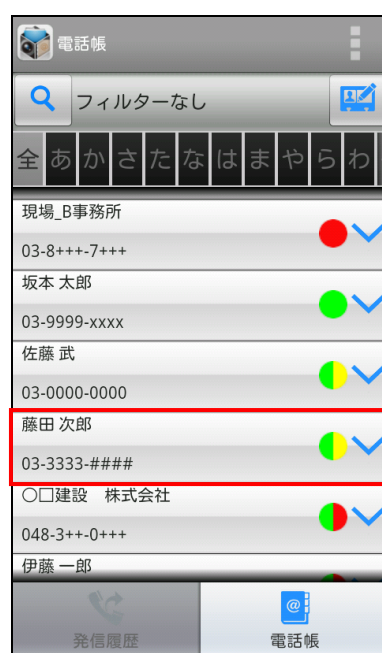 電話帳
フィルターなし
全 あ か さ た な は ま や ら わ
現場_B事務所
03-8+++-7+++
坂本 太郎
03-9999-xxxx
佐藤 武
03-0000-0000
藤田 次郎
03-3333-####
○□建設　株式会社
048-3++-0+++
伊藤 一郎
発信履歴 電話帳